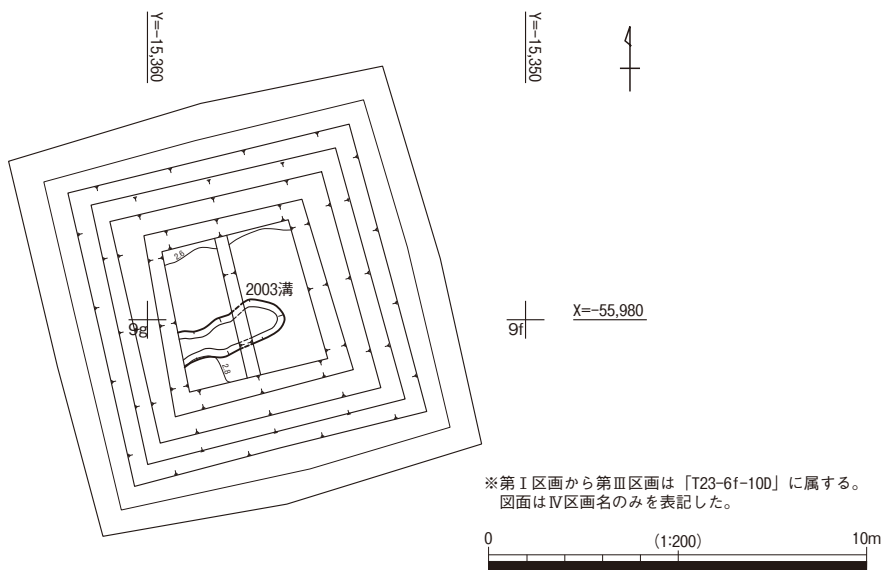 Y=-15,360
Y=-15,350
2.6
2003溝
9g
9f
X=-55,980
2.8
※第Ⅰ区画から第Ⅲ区画は「T23-6f-10D」に属する。
図面はⅣ区画名のみを表記した。
0
(1:200)
10m